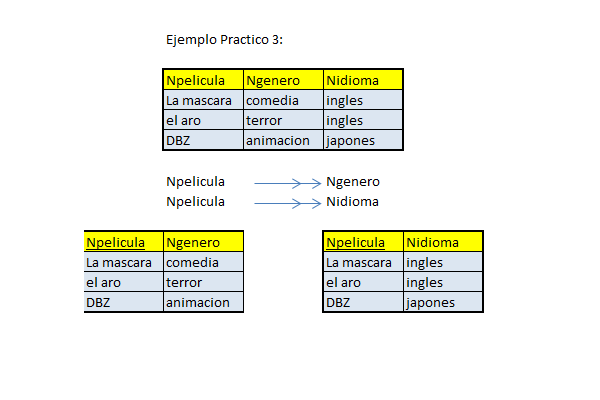 Ejemplo Practico 3:
Npelicula Ngenero Nidioma
La mascara comedia ingles
el aro terror ingles
DBZ animacion japones
Npelicula Ngenero
Npelicula Nidioma
Npelicula Ngenero Npelicula Nidioma
La mascara comedia La mascara ingles
el aro terror el aro ingles
DBZ animacion DBZ japones